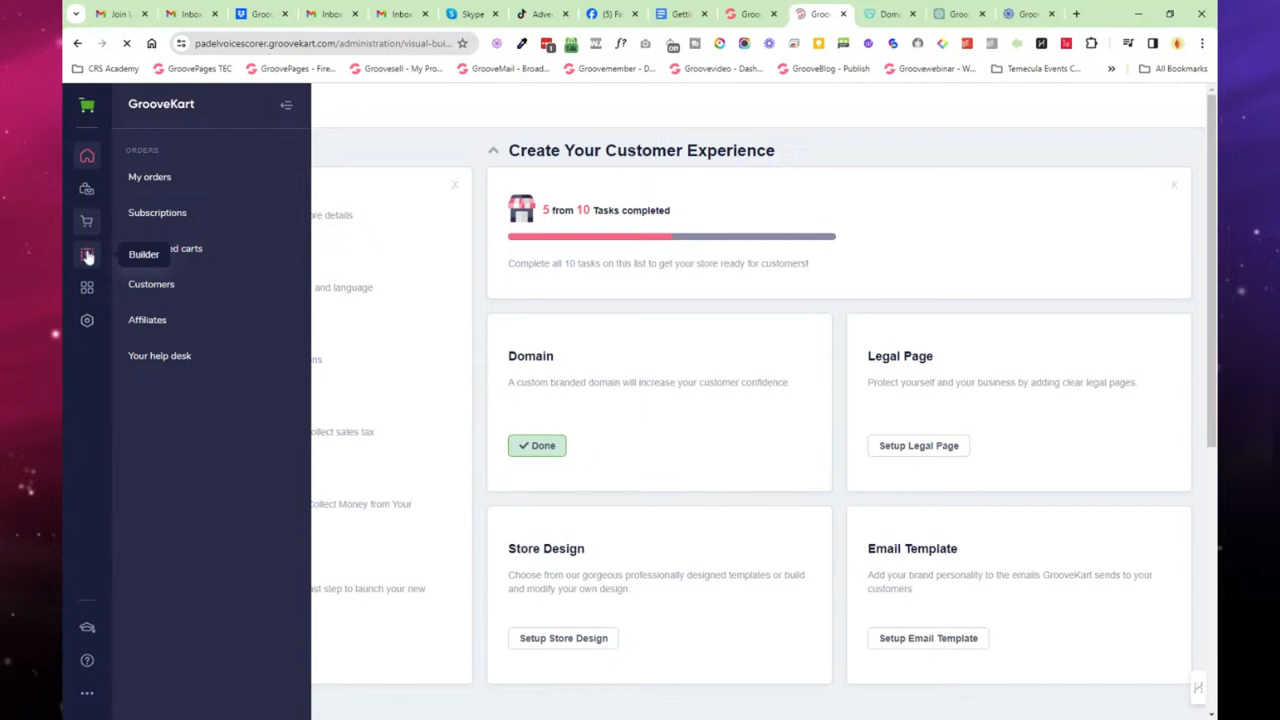 Join I.
Inbox
Groov
Inbox
Inbox
Skype
Adver
(5) F
Getti
Groo
Groo
Dom
Groo
Groo
padelvoicescorer.groovekart.com/administration/visual-bui...
CRS Academy
GroovePages TEC
GroovePages - Fire...
Groovesell - My Pro...
GrooveMail - Broad...
Groovemember - D...
Groovevideo - Dash...
GrooveBlog - Publish
Groovewebinar - W...
Temecula Events C...
All Bookmarks
GrooveKart
ORDERS
My orders
Subscriptions
ed carts
Builder
Customers
Affiliates
Your help desk
ore details
and language
ons
ollect sales tax
Collect Money from Your
ast step to launch your new
Create Your Customer Experience
5 from 10 Tasks completed
Complete all 10 tasks on this list to get your store ready for customers!
Domain
A custom branded domain will increase your customer confidence.
Done
Legal Page
Protect yourself and your business by adding clear legal pages.
Setup Legal Page
Store Design
Choose from our gorgeous professionally designed templates or build
and modify your own design.
Setup Store Design
Email Template
Add your brand personality to the emails GrooveKart sends to your
customers
Setup Email Template